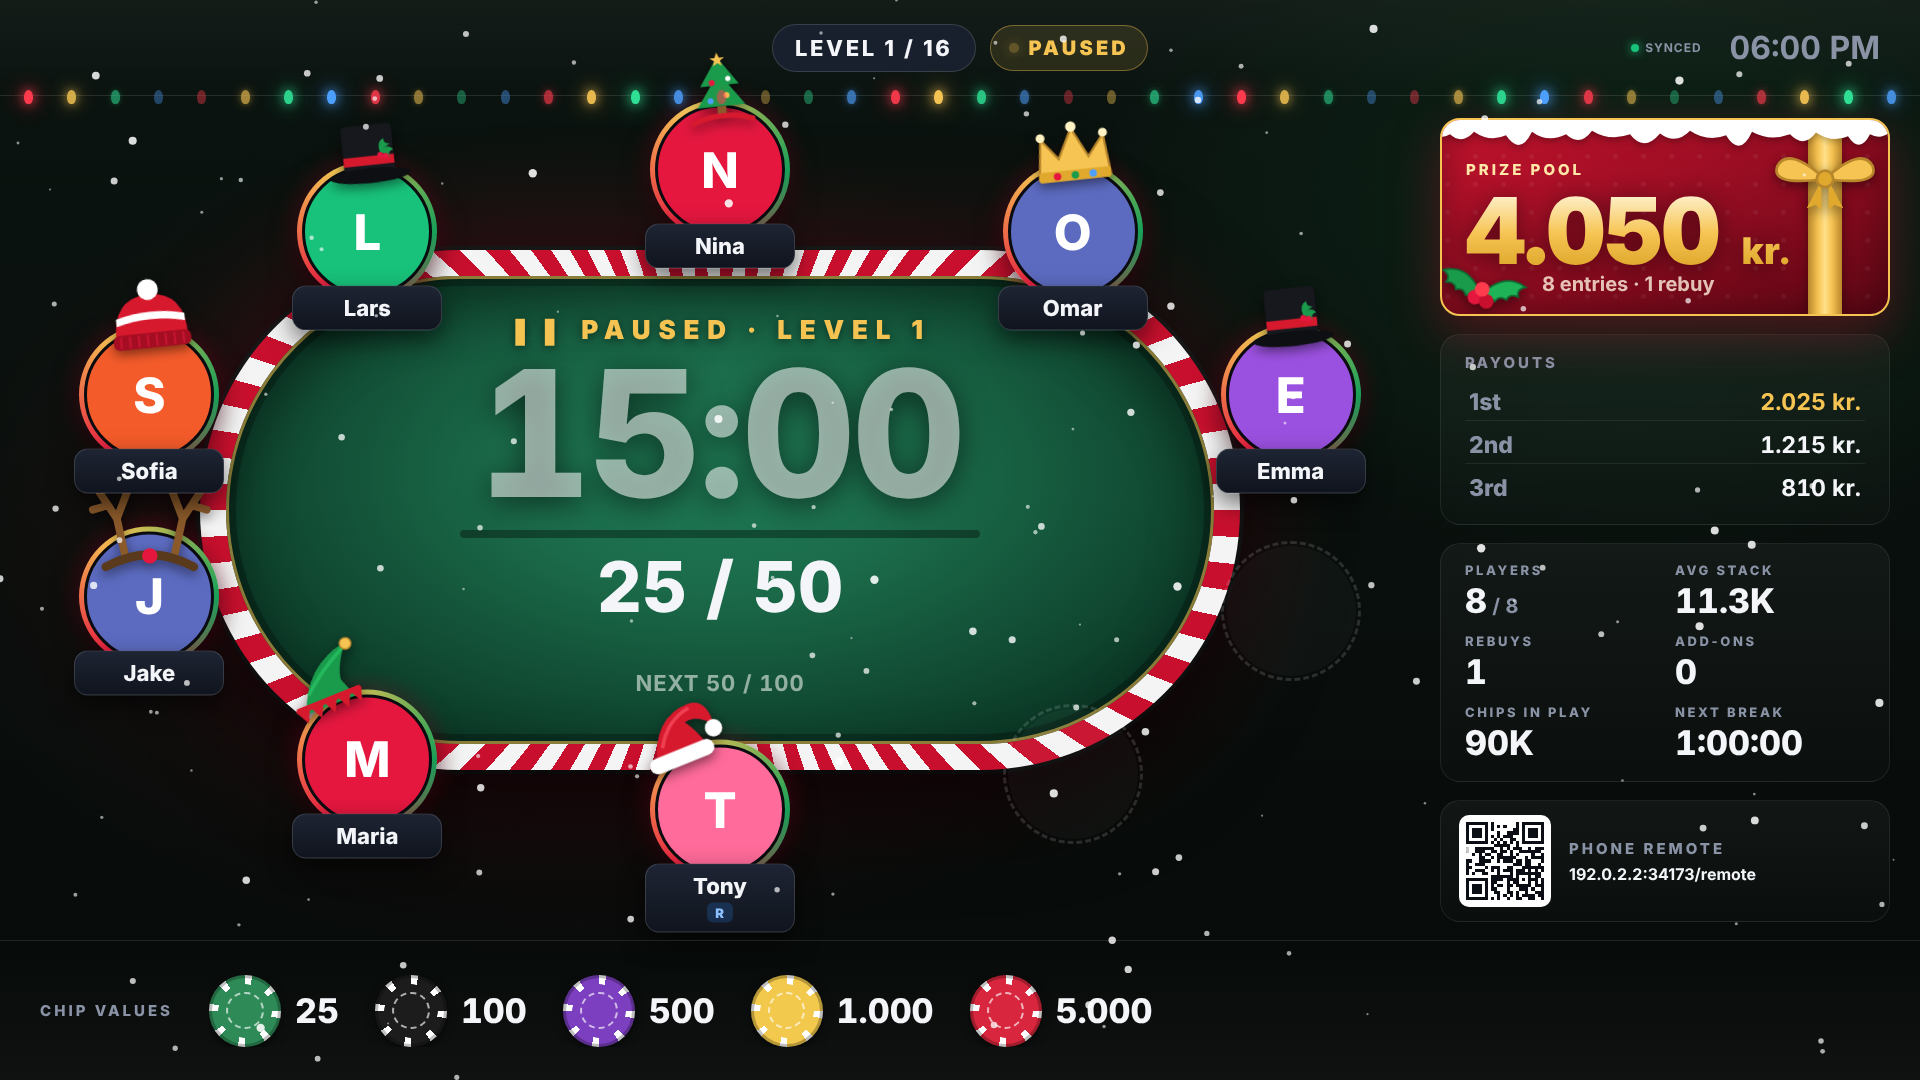 LEVEL 1 / 16
PAUSED
SYNCED
06:00 PM
N
Nina
L
Lars
O
Omar
S
Sofia
E
Emma
J
Jake
M
Maria
T
Tony
R
PAUSED · LEVEL 1
15:00
25 / 50
NEXT 50 / 100
PRIZE POOL
4.050 kr.
8 entries · 1 rebuy
PAYOUTS
1st 2.025 kr.
2nd 1.215 kr.
3rd 810 kr.
PLAYERS AVG STACK
8 / 8 11.3K
REBUYS ADD-ONS
1 0
CHIPS IN PLAY NEXT BREAK
90K 1:00:00
PHONE REMOTE
192.0.2.2:34173/remote
CHIP VALUES 25 100 500 1.000 5.000